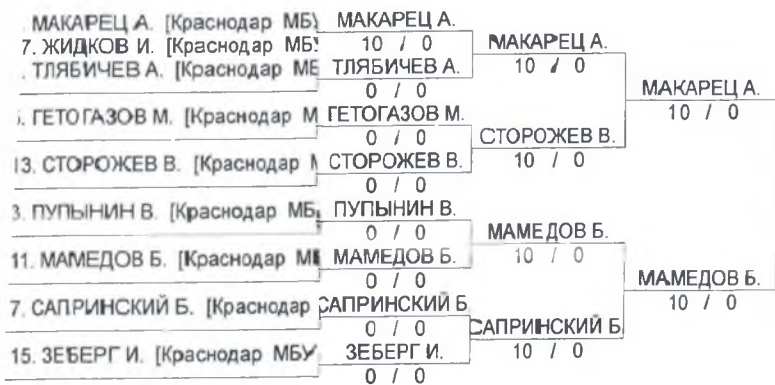 . МАКАРЕЦ А. [Краснодар МБУ МАКАРЕЦ А.
7. ЖИДКОВ И. [Краснодар МБУ 10 / 0 МАКАРЕЦ А.
. ТЛЯБИЧЕВ А. [Краснодар МБ ТЛЯБИЧЕВ А. 10 / 0
0 / 0 МАКАРЕЦ А.
. ГЕТОГАЗОВ М. [Краснодар М ГЕТОГАЗОВ М. 10 / 0
0 / 0 СТОРОЖЕВ В.
13. СТОРОЖЕВ В. [Краснодар СТОРОЖЕВ В. 10 / 0
0 / 0
3. ПУПЫНИН В. [Краснодар МБ ПУПЫНИН В.
0 / 0 МАМЕДОВ Б.
11. МАМЕДОВ Б. [Краснодар МБ МАМЕДОВ Б. 10 / 0
0 / 0 МАМЕДОВ Б.
7. САПРИНСКИЙ Б. [Краснодар САПРИНСКИЙ Б 10 / 0
0 / 0 САПРИНСКИЙ Б
15. ЗЕБЕРГ И. [Краснодар МБУ ЗЕБЕРГ И. 10 / 0
0 / 0